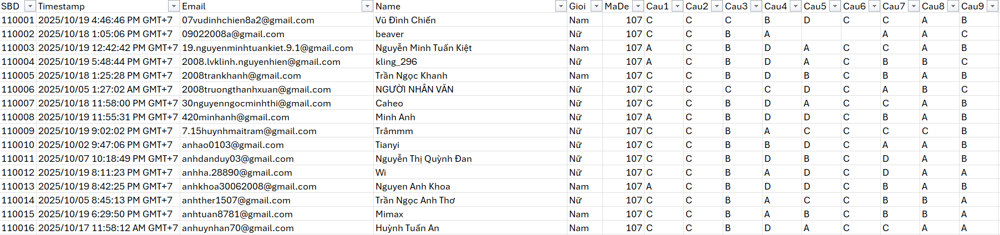 SBD Timestamp Email Name Gioi MaDe Cau1 Cau2 Cau3 Cau4 Cau5 Cau6 Cau7 Cau8 Cau9
110001 2025/10/19 4:46:46 PM GMT+7 07vudinhchien8a2@gmail.com Vũ Đình Chiến Nam 107 C C C B D C C A B
110002 2025/10/18 1:05:06 PM GMT+7 09022008a@gmail.com beaver Nữ 107 C C B A A A C
110003 2025/10/19 12:42:42 PM GMT+7 19.nguyenminhtuankiet.9.1@gmail.com Nguyễn Minh Tuấn Kiệt Nam 107 A C B D A C C A B
110004 2025/10/19 5:48:44 PM GMT+7 2008.lvklinh.nguyenhien@gmail.com kling_296 Nữ 107 A C B D A C B B C
110005 2025/10/18 1:25:28 PM GMT+7 2008trankhanh@gmail.com Trần Ngọc Khanh Nam 107 C C B D B C B A B
110006 2025/10/05 1:27:02 AM GMT+7 2008truongthanhxuan@gmail.com NGƯỜI NHÂN VĂN Nữ 107 C C C C D C A B C
110007 2025/10/18 11:58:00 PM GMT+7 30nguyenngocminhthi@gmail.com Caheo Nữ 107 C C B D A C C A B
110008 2025/10/19 11:55:31 PM GMT+7 420minhanh@gmail.com Minh Anh Nữ 107 A C B D D C B A B
110009 2025/10/19 9:02:02 PM GMT+7 7.15huynhmaitram@gmail.com Trâmmm Nữ 107 C C B A C C C C B
110010 2025/10/02 9:47:06 PM GMT+7 anhao0103@gmail.com Tianyi Nữ 107 C C B B D C A A B
110011 2025/10/07 10:18:49 PM GMT+7 anhdanduy03@gmail.com Nguyễn Thị Quỳnh Đan Nữ 107 C C B D B C D A B
110012 2025/10/19 8:11:23 PM GMT+7 anhha.28890@gmail.com Wi Nữ 107 C C B A D C D A A
110013 2025/10/19 8:42:25 PM GMT+7 anhkhoa30062008@gmail.com Nguyen Anh Khoa Nam 107 A C B D D C B A B
110014 2025/10/05 8:45:13 PM GMT+7 anhther1507@gmail.com Trần Ngọc Anh Thơ Nữ 107 C C B A C C B B A
110015 2025/10/19 6:29:50 PM GMT+7 anhtuan8781@gmail.com Mimax Nam 107 C C B A B C B B A
110016 2025/10/17 11:58:12 AM GMT+7 anhuynhan70@gmail.com Huỳnh Tuấn An Nam 107 C C B D A C C A A